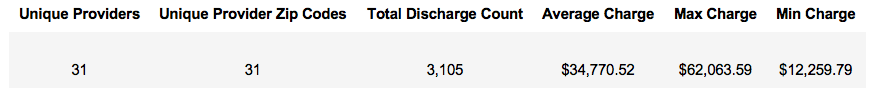 Unique Providers Unique Provider Zip Codes Total Discharge Count Average Charge Max Charge Min Charge
31 31 3,105 $34,770.52 $62,063.59 $12,259.79